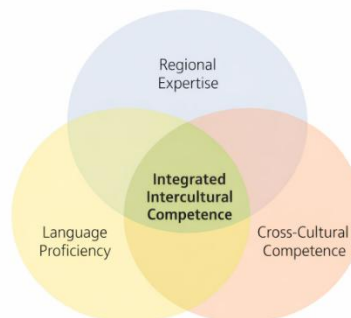 Regional
Expertise
Integrated
Intercultural
Competence
Language
Proficiency
Cross-Cultural
Competence